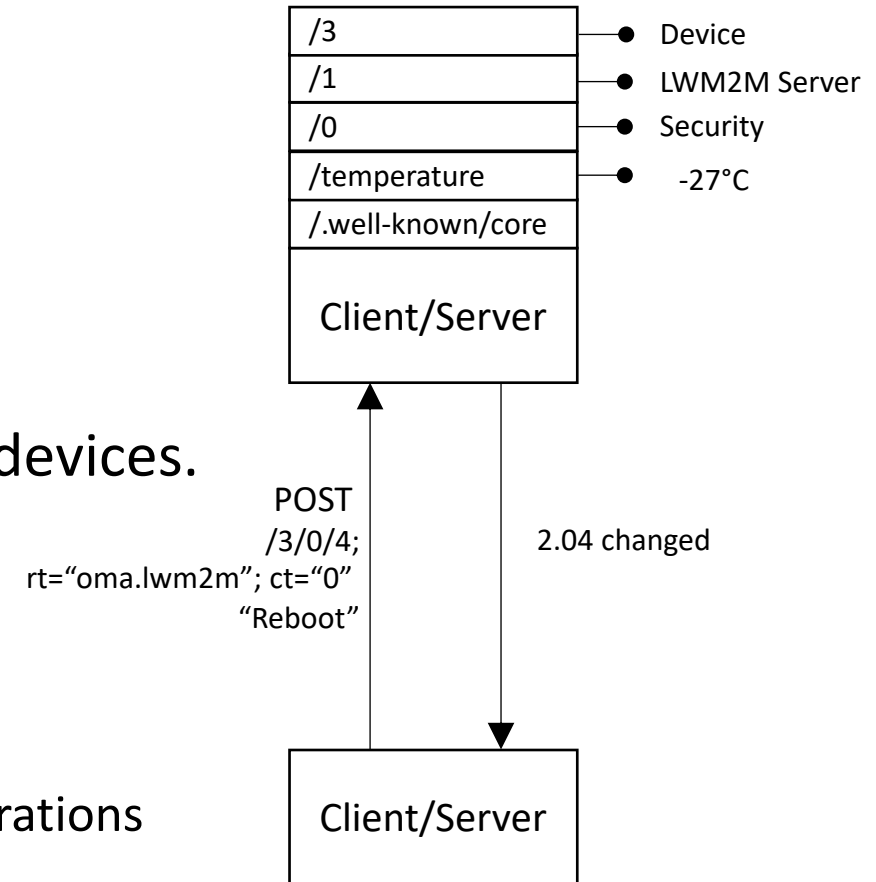 /3
Device
/1
LWM2M Server
/0
Security
/temperature
-27°C
/.well-known/core
Client/Server
devices.
POST
/3/0/4;
rt=“oma.lwm2m”; ct=“0”
“Reboot”
2.04 changed
rations
Client/Server